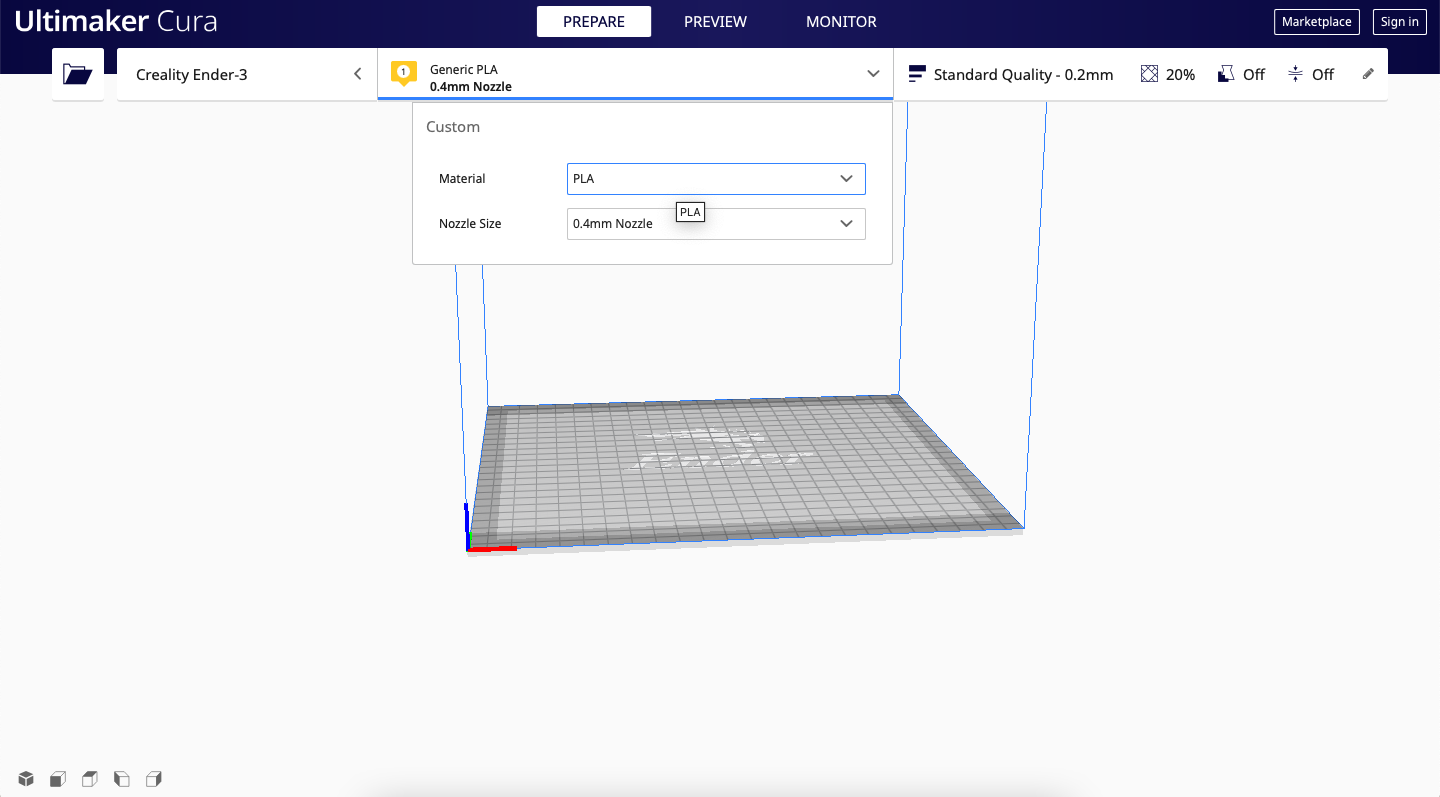 Ultimaker Cura
PREPARE
PREVIEW
MONITOR
Marketplace
Sign in
Creality Ender-3
1
Generic PLA
0.4mm Nozzle
Standard Quality - 0.2mm
20%
Off
Off
Custom
Material
PLA
PLA
Nozzle Size
0.4mm Nozzle